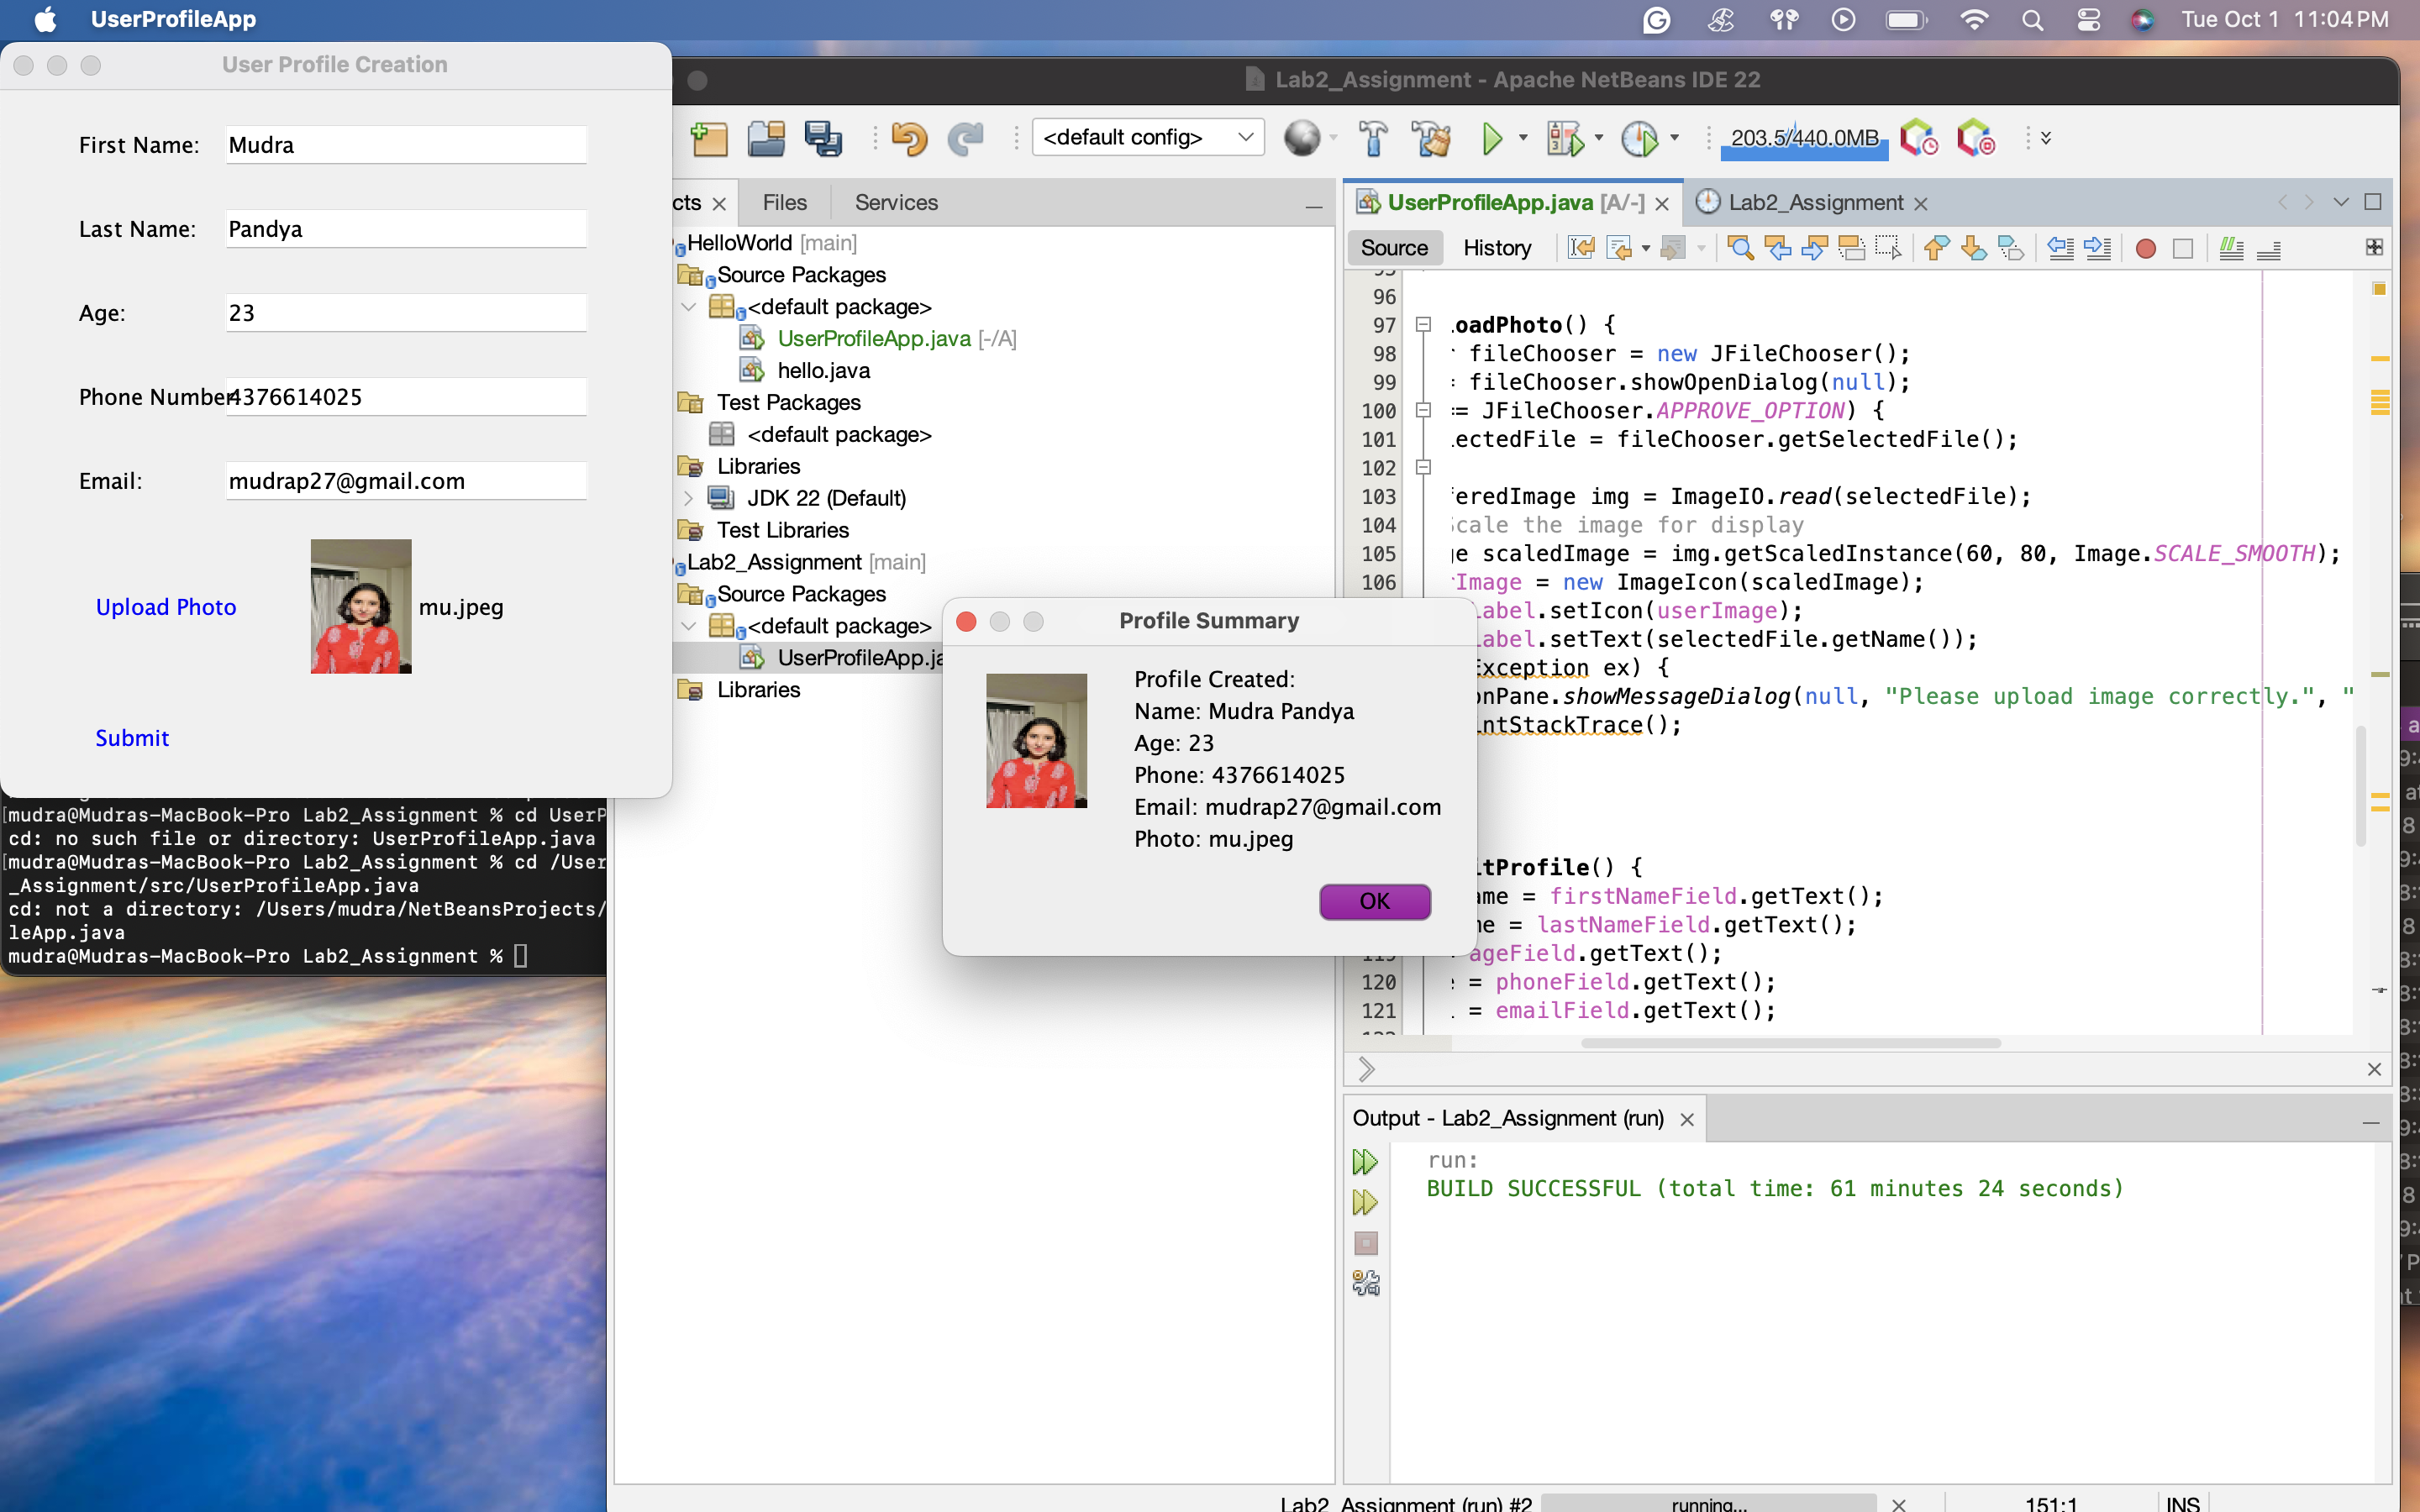 UserProfileApp
Tue Oct 1 11:04 PM
User Profile Creation
First Name: Mudra
Last Name: Pandya
Age: 23
Phone Number 4376614025
Email: mudrap27@gmail.com
Upload Photo
mu.jpeg
Submit
mudra@Mudras-MacBook-Pro Lab2_Assignment % cd UserP
cd: no such file or directory: UserProfileApp.java
mudra@Mudras-MacBook-Pro Lab2_Assignment % cd /User
_Assignment/src/UserProfileApp.java
cd: not a directory: /Users/mudra/NetBeansProjects/
leApp.java
mudra@Mudras-MacBook-Pro Lab2_Assignment %
Lab2_Assignment - Apache NetBeans IDE 22
<default config>
203.5/440.0MB
cts
Files
Services
HelloWorld [main]
Source Packages
<default package>
UserProfileApp.java [-/A]
hello.java
Test Packages
<default package>
Libraries
JDK 22 (Default)
Test Libraries
Lab2_Assignment [main]
Source Packages
<default package>
UserProfileApp.ja
Libraries
Profile Summary
Profile Created:
Name: Mudra Pandya
Age: 23
Phone: 4376614025
Email: mudrap27@gmail.com
Photo: mu.jpeg
OK
UserProfileApp.java [A/-]
Lab2_Assignment
Source
History
96
97 oadPhoto() {
98 fileChooser = new JFileChooser();
99 fileChooser.showOpenDialog(null);
100 = JFileChooser.APPROVE_OPTION) {
101 ectedFile = fileChooser.getSelectedFile();
102
103 feredImage img = ImageIO.read(selectedFile);
104 cale the image for display
105 e scaledImage = img.getScaledInstance(60, 80, Image.SCALE_SMOOTH);
106 Image = new ImageIcon(scaledImage);
abel.setIcon(userImage);
abel.setText(selectedFile.getName());
Exception ex) {
onPane.showMessageDialog(null, "Please upload image correctly.", "
intStackTrace();
itProfile() {
ame = firstNameField.getText();
me = lastNameField.getText();
ageField.getText();
120 = phoneField.getText();
121 = emailField.getText();
Output - Lab2_Assignment (run)
run:
BUILD SUCCESSFUL (total time: 61 minutes 24 seconds)
Lab2_Assignment (run) #2
running...
151:1
INS